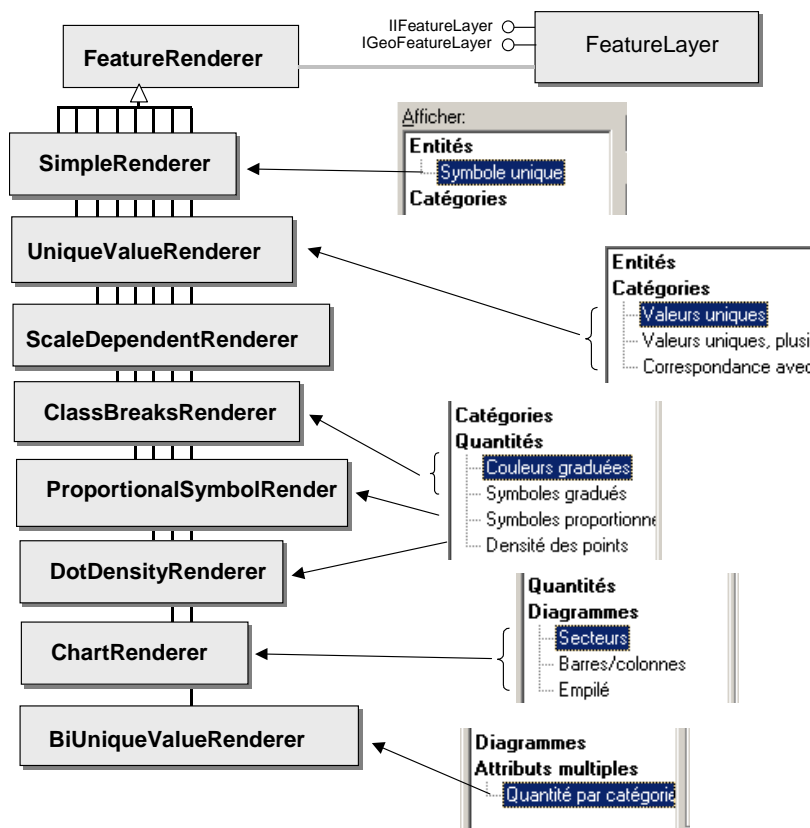 IIFeatureLayer
IGeoFeatureLayer
FeatureLayer
FeatureRenderer
Afficher:
Entités
Symbole unique
Catégories
SimpleRenderer
UniqueValueRenderer
Entités
Catégories
Valeurs uniques
Valeurs uniques, plusi
Correspondance avec
ScaleDependentRenderer
ClassBreaksRenderer
Catégories
Quantités
Couleurs graduées
Symboles gradués
Symboles proportionne
Densité des points
ProportionalSymbolRender
DotDensityRenderer
Quantités
Diagrammes
Secteurs
Barres/colonnes
Empilé
ChartRenderer
BiUniqueValueRenderer
Diagrammes
Attributs multiples
Quantité par catégorie